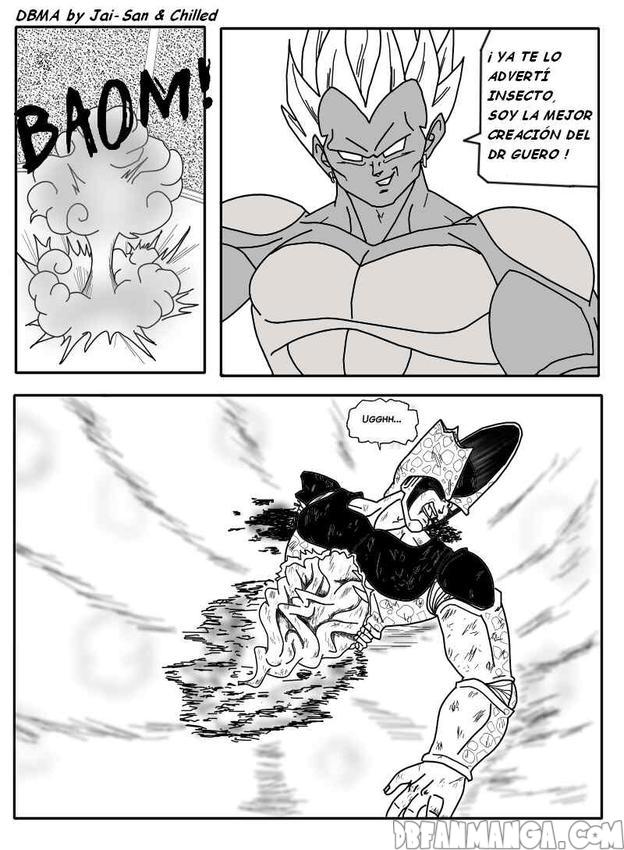 DBMA by Jai-San & Chilled
BAOM!
¡ YA TE LO
ADVERTÍ
INSECTO,
SOY LA MEJOR
CREACIÓN DEL
DR GUERO !
UGGHH...
DBFANMANGA.COM